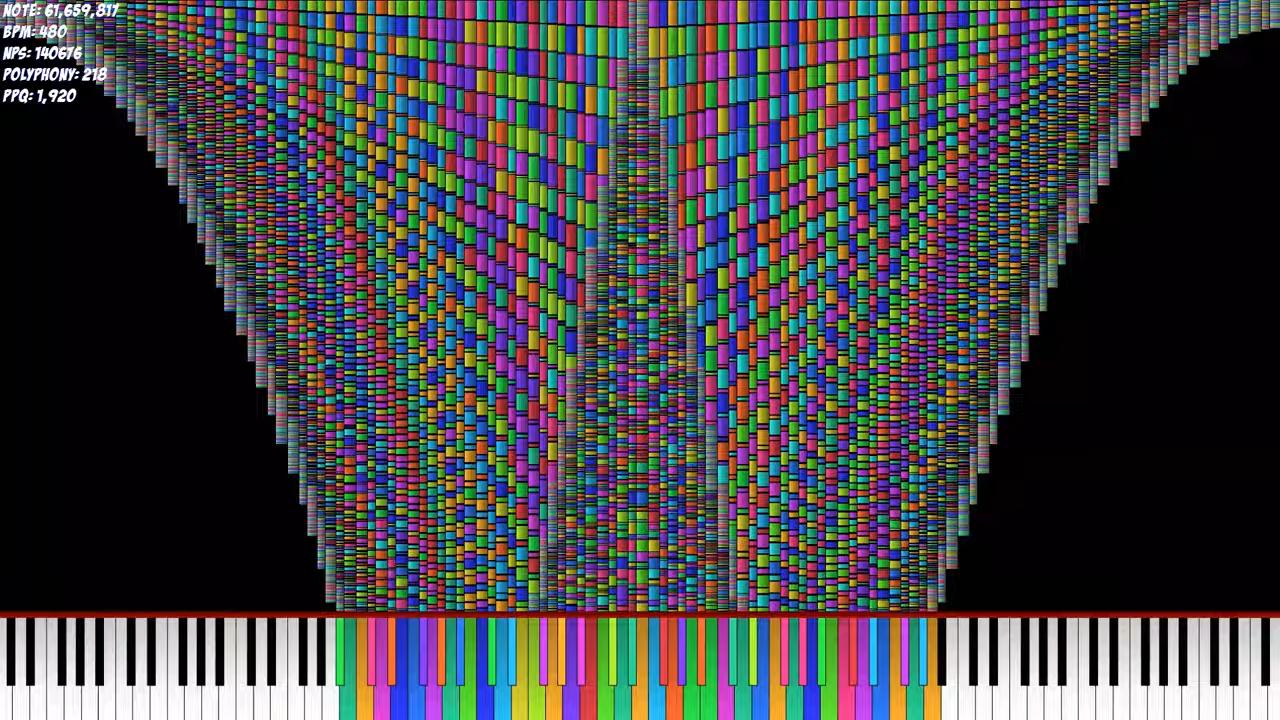 NOTE: 61,659,817
BPM: 480
NPS: 140676
POLYPHONY: 218
PPQ: 1,920